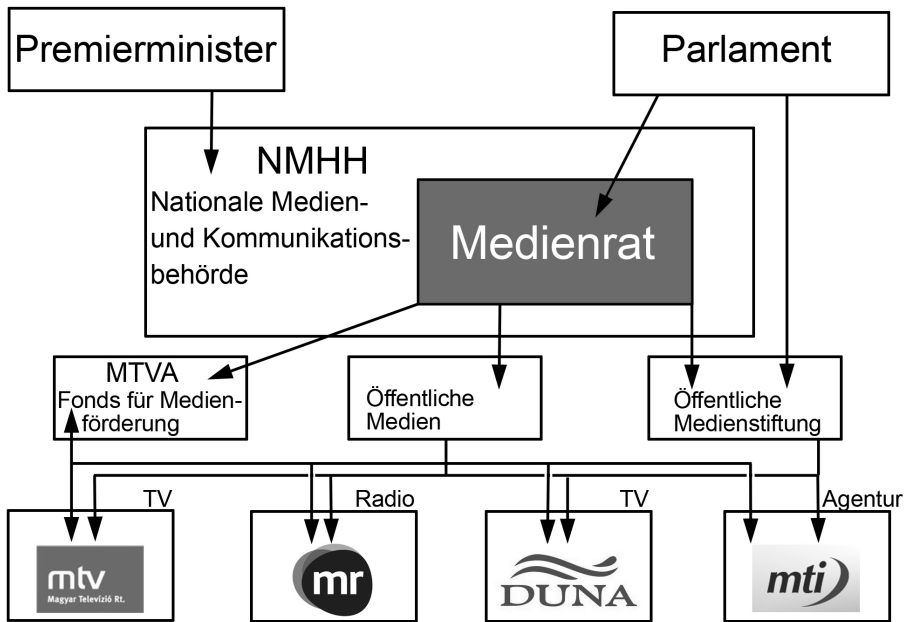 Premierminister
Parlament
NMHH
Nationale Medien-
und Kommunikations-
behörde
Medienrat
MTVA
Fonds für Medien-
förderung
Öffentliche
Medien
Öffentliche
Medienstiftung
TV
Radio
TV
Agentur
mtv
Magyar Televízió Rt.
mr
DUNA
mti